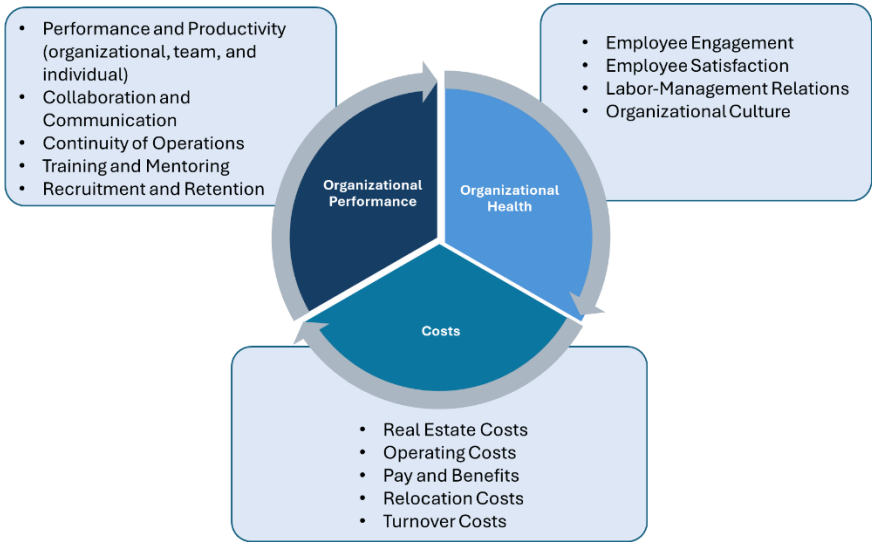 • Performance and Productivity
(organizational, team, and
individual)
• Collaboration and
Communication
• Continuity of Operations
• Training and Mentoring
• Recruitment and Retention
• Employee Engagement
• Employee Satisfaction
• Labor-Management Relations
• Organizational Culture
Organizational
Performance
Organizational
Health
Costs
• Real Estate Costs
• Operating Costs
• Pay and Benefits
• Relocation Costs
• Turnover Costs